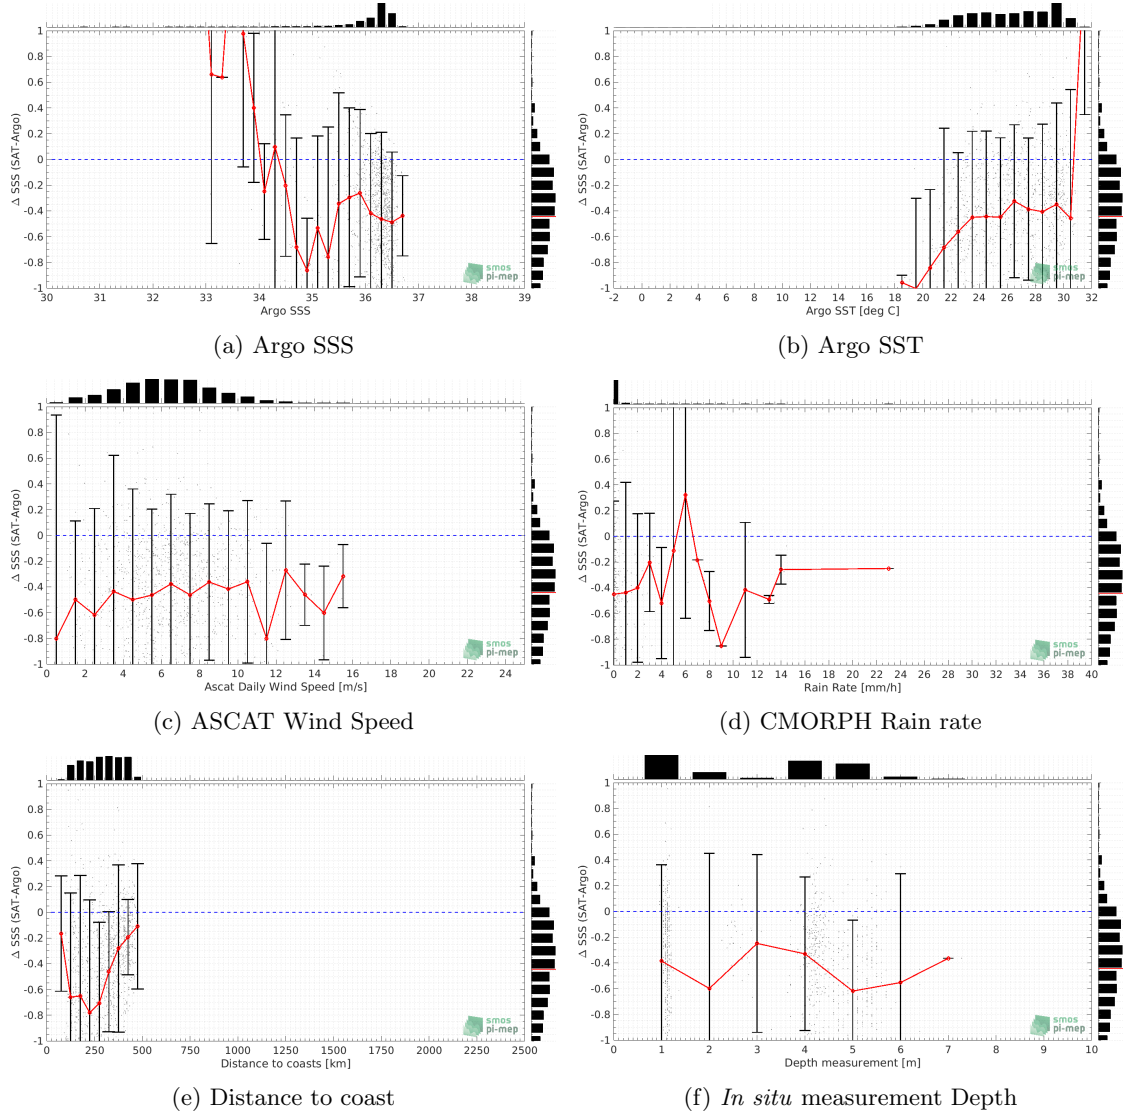 1
0.8
0.6
0.4
0.2
0
-0.2
-0.4
-0.6
-0.8
-1
Δ SSS (SAT-Argo)
30 31 32 33 34 35 36 37 38 39
Argo SSS
smos
pi-mep
(a) Argo SSS
1
0.8
0.6
0.4
0.2
0
-0.2
-0.4
-0.6
-0.8
-1
Δ SSS (SAT-Argo)
-2 0 2 4 6 8 10 12 14 16 18 20 22 24 26 28 30 32
Argo SST [deg C]
smos
pi-mep
(b) Argo SST
1
0.8
0.6
0.4
0.2
0
-0.2
-0.4
-0.6
-0.8
-1
Δ SSS (SAT-Argo)
0 2 4 6 8 10 12 14 16 18 20 22 24
Ascat Daily Wind Speed [m/s]
smos
pi-mep
(c) ASCAT Wind Speed
1
0.8
0.6
0.4
0.2
0
-0.2
-0.4
-0.6
-0.8
-1
Δ SSS (SAT-Argo)
0 2 4 6 8 10 12 14 16 18 20 22 24 26 28 30 32 34 36 38 40
Rain Rate [mm/h]
smos
pi-mep
(d) CMORPH Rain rate
1
0.8
0.6
0.4
0.2
0
-0.2
-0.4
-0.6
-0.8
-1
Δ SSS (SAT-Argo)
0 250 500 750 1000 1250 1500 1750 2000 2250 2500
Distance to coasts [km]
smos
pi-mep
(e) Distance to coast
1
0.8
0.6
0.4
0.2
0
-0.2
-0.4
-0.6
-0.8
-1
Δ SSS (SAT-Argo)
0 1 2 3 4 5 6 7 8 9 10
Depth measurement [m]
smos
pi-mep
(f) In situ measurement Depth